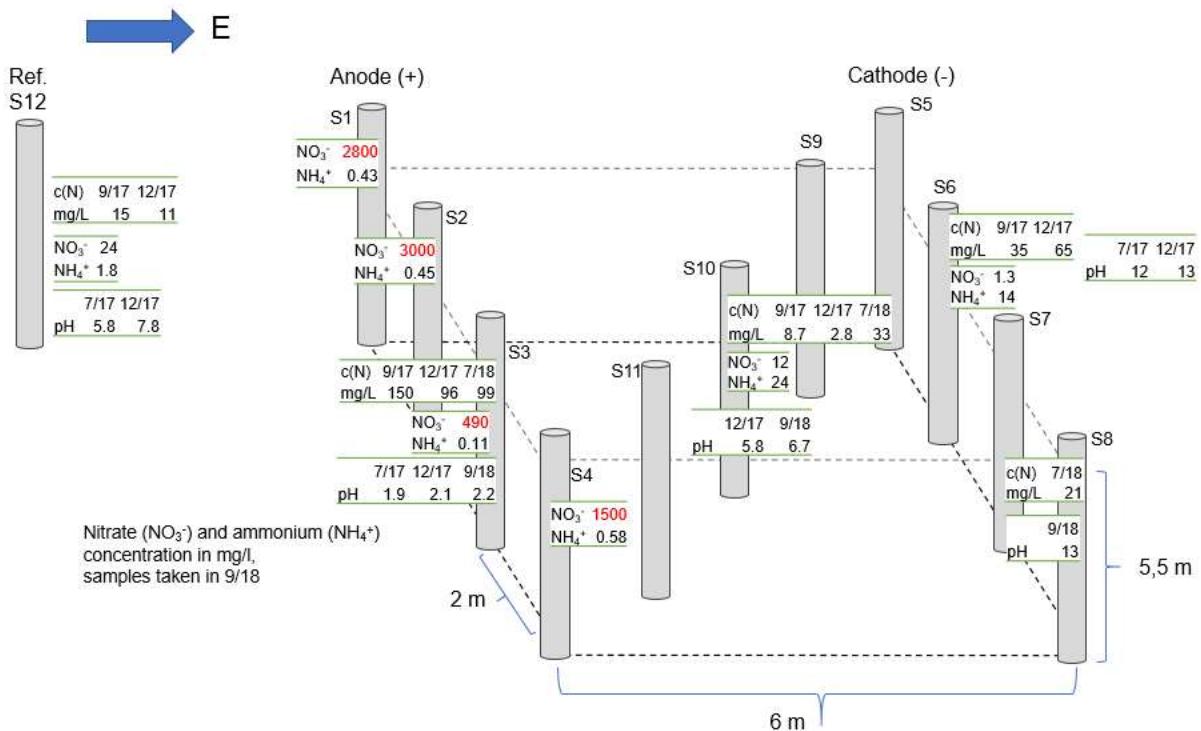 E
Ref.
S12
c(N) 9/17 12/17
mg/L 15 11
NO₃⁻ 24
NH₄⁺ 1.8
7/17 12/17
pH 5.8 7.8
Anode (+)
S1
NO₃⁻ 2800
NH₄⁺ 0.43
S2
NO₃⁻ 3000
NH₄⁺ 0.45
S3
c(N) 9/17 12/17 7/18
mg/L 150 96 99
NO₃⁻ 490
NH₄⁺ 0.11
7/17 12/17 9/18
pH 1.9 2.1 2.2
S4
NO₃⁻ 1500
NH₄⁺ 0.58
Cathode (-)
S5
S9
S6
c(N) 9/17 12/17
mg/L 35 65
7/17 12/17
pH 12 13
NO₃⁻ 1.3
NH₄⁺ 14
S10
c(N) 9/17 12/17 7/18
mg/L 8.7 2.8 33
NO₃⁻ 12
NH₄⁺ 24
12/17 9/18
pH 5.8 6.7
S7
S11
S8
c(N) 7/18
mg/L 21
9/18
pH 13
Nitrate (NO₃⁻) and ammonium (NH₄⁺)
concentration in mg/l,
samples taken in 9/18
2 m
5,5 m
6 m